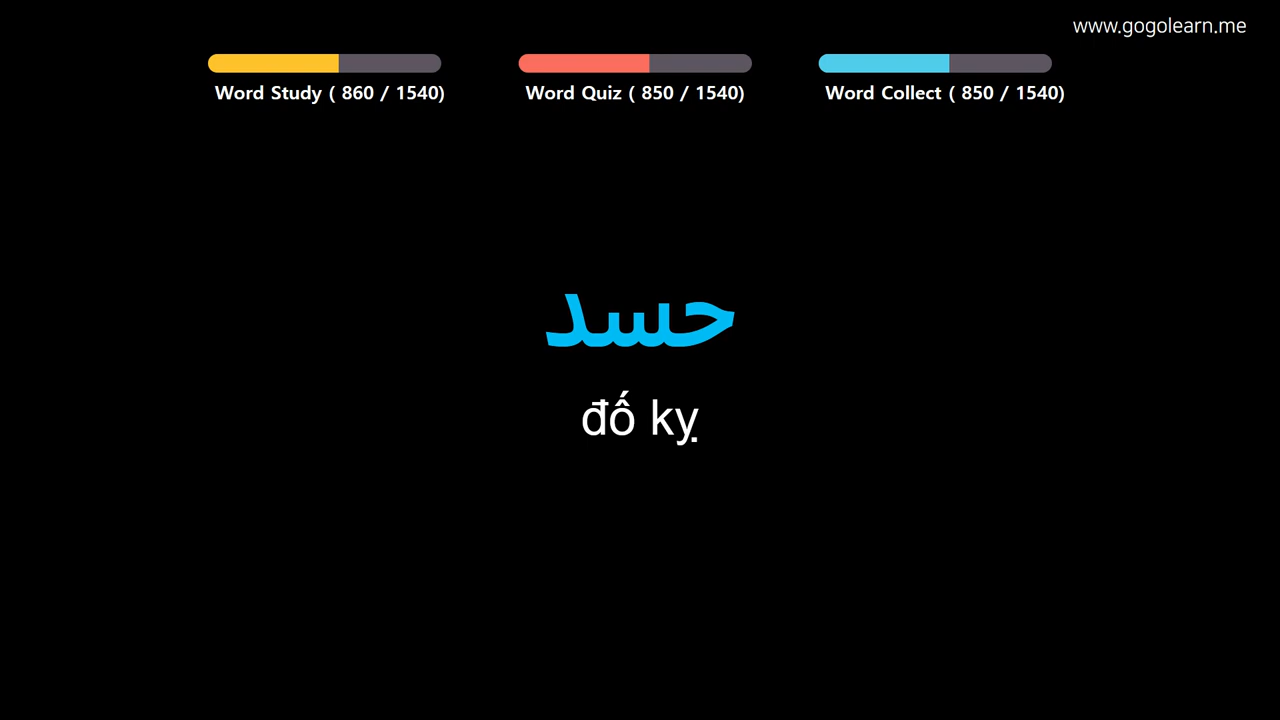 www.gogolearn.me
Word Study ( 860 / 1540)
Word Quiz ( 850 / 1540)
Word Collect ( 850 / 1540)
حسد
đố kỵ